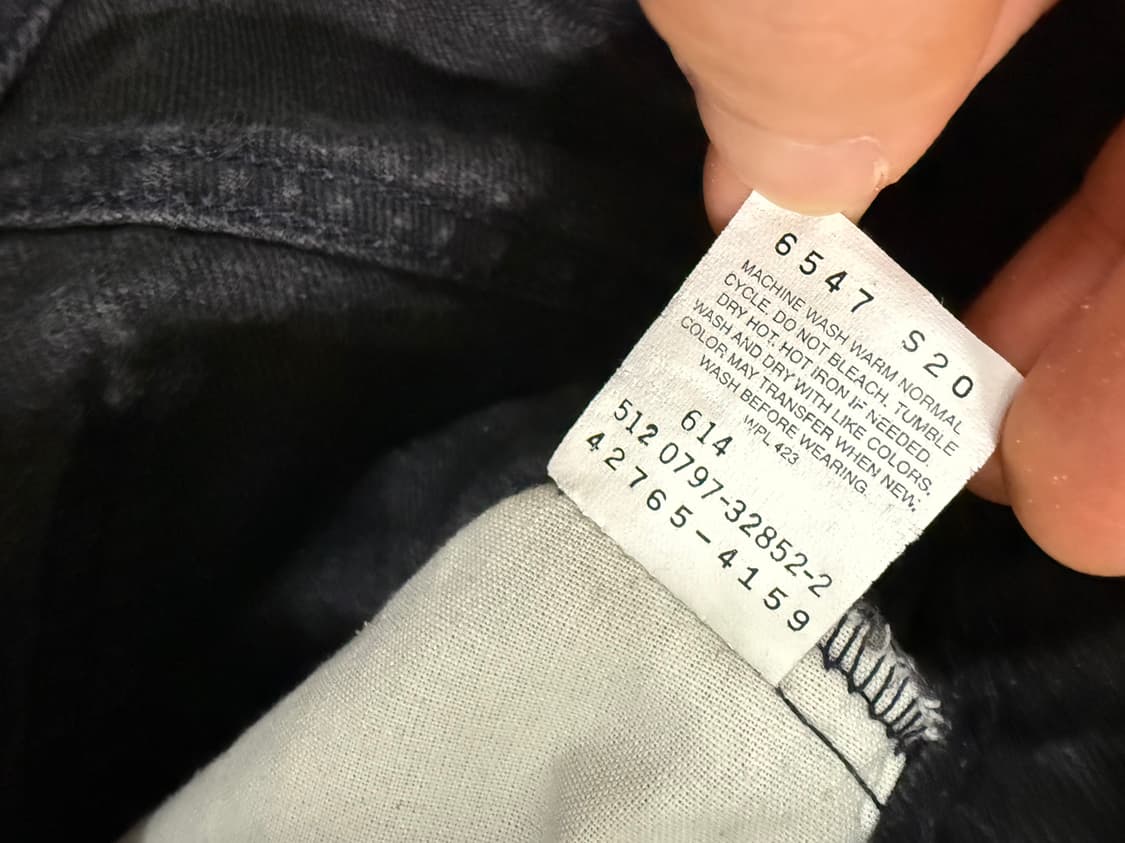 6547 S20
MACHINE WASH WARM NORMAL
CYCLE. DO NOT BLEACH. TUMBLE
DRY HOT. HOT IRON IF NEEDED.
WASH AND DRY WITH LIKE COLORS.
COLOR MAY TRANSFER WHEN NEW;
WASH BEFORE WEARING.
WPL 423
614
512 0797-32852-2
42765-4159